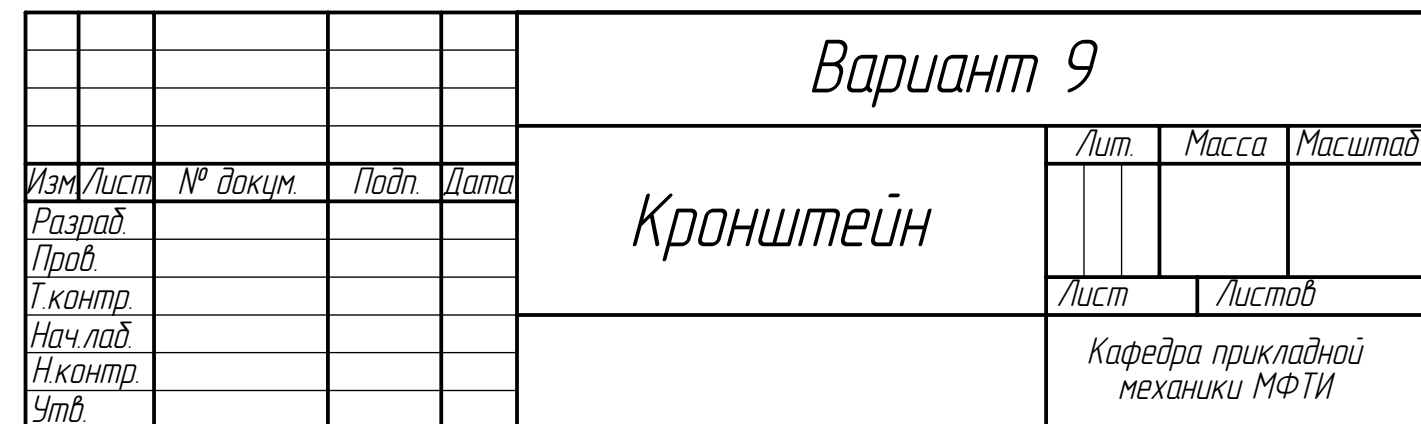 Вариант 9
Лит. Масса Масштаб
Изм. Лист № докум. Подп. Дата
Кронштейн
Разраб.
Пров.
Т.контр.
Лист Листов
Нач.лаб.
Н.контр.
Утв.
Кафедра прикладной
механики МФТИ